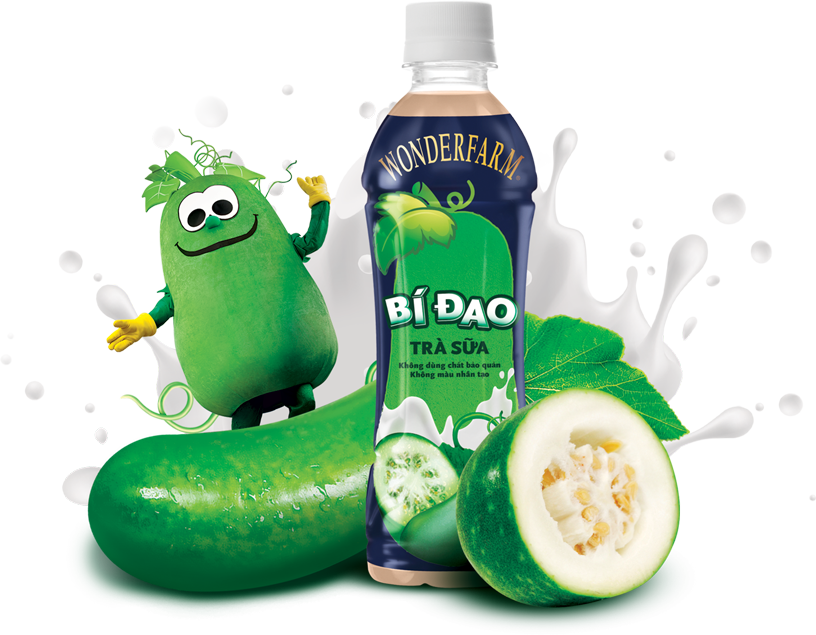 WONDERFARM
BÍ ĐAO
TRÀ SỮA
Không dùng chất bảo quản
Không màu nhân tạo